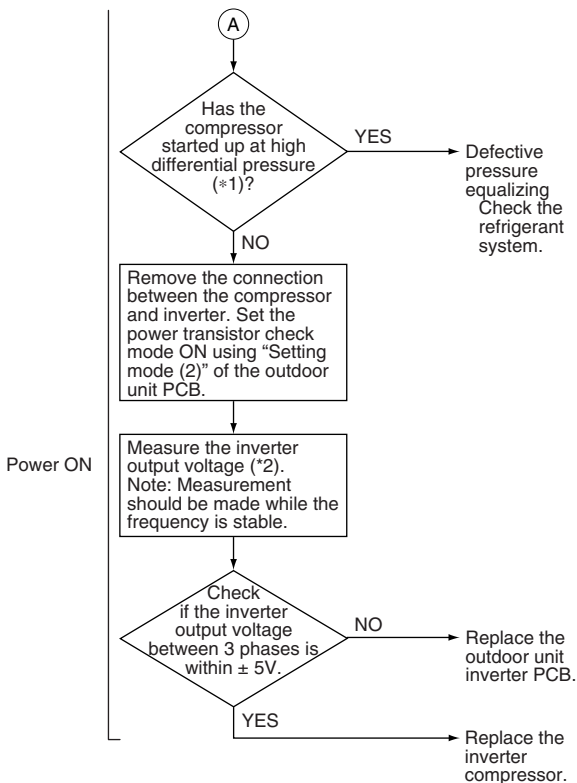 A
Has the
compressor
started up at high
differential pressure
(*1)?
YES
Defective
pressure
equalizing
Check the
refrigerant
system.
NO
Remove the connection
between the compressor
and inverter. Set the
power transistor check
mode ON using “Setting
mode (2)” of the outdoor
unit PCB.
Power ON
Measure the inverter
output voltage (*2).
Note: Measurement
should be made while the
frequency is stable.
Check
if the inverter
output voltage
between 3 phases is
within ± 5V.
NO
Replace the
outdoor unit
inverter PCB.
YES
Replace the
inverter
compressor.